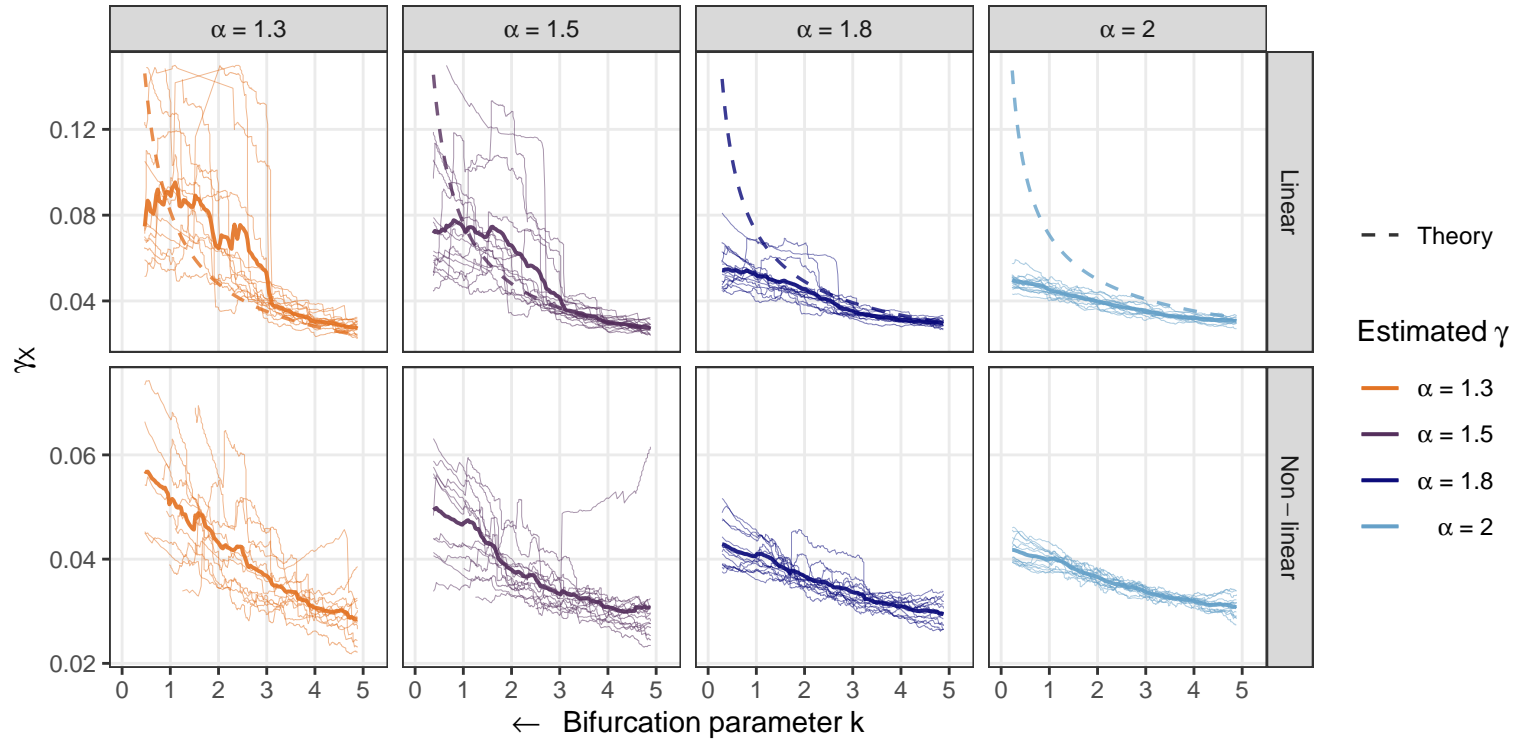 α = 1.3
α = 1.5
α = 1.8
α = 2
0.12
0.08
0.04
Linear
γX
0.06
0.04
0.02
Non − linear
0 1 2 3 4 5
0 1 2 3 4 5
0 1 2 3 4 5
0 1 2 3 4 5
← Bifurcation parameter k
Theory
Estimated γ
α = 1.3
α = 1.5
α = 1.8
α = 2